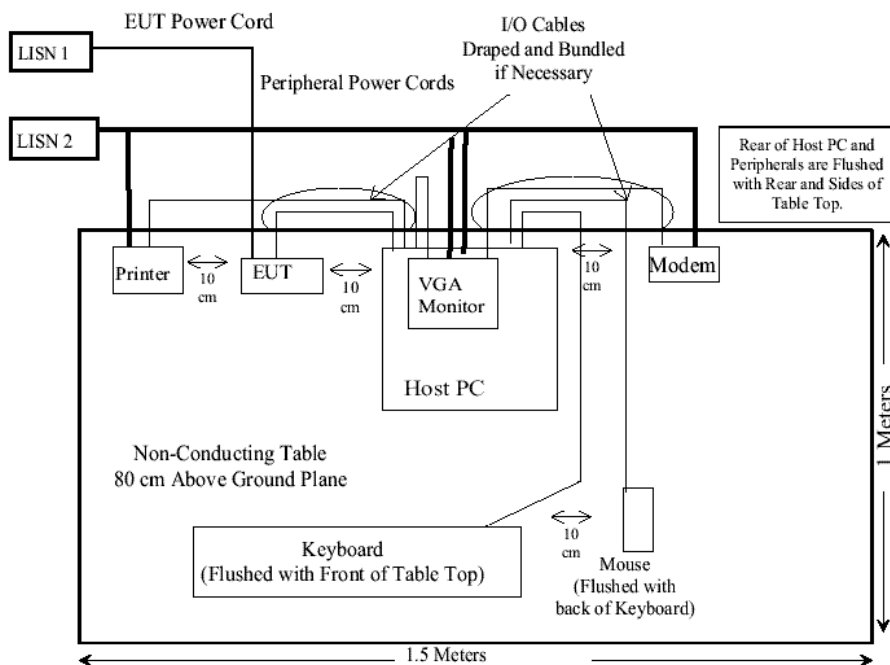 EUT Power Cord
I/O Cables
Draped and Bundled
if Necessary
LISN 1
Peripheral Power Cords
LISN 2
Rear of Host PC and
Peripherals are Flushed
with Rear and Sides of
Table Top.
Printer
10
cm
EUT
10
cm
VGA
Monitor
10
cm
Modem
Host PC
1 Meters
Non-Conducting Table
80 cm Above Ground Plane
10
cm
Keyboard
(Flushed with Front of Table Top)
Mouse
(Flushed with
back of Keyboard)
1.5 Meters